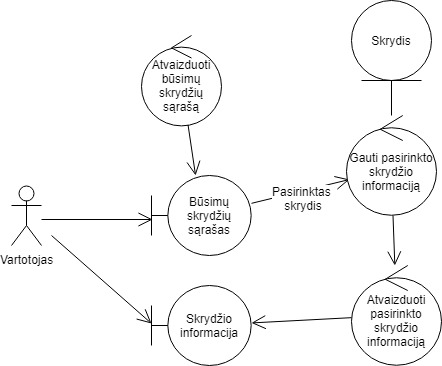 Skrydis
Atvaizduoti
būsimų
skrydžių
sąrašą
Gauti pasirinkto
skrydžio
informaciją
Pasirinktas
skrydis
Būsimų
skrydžių
sąrašas
Vartotojas
Skrydžio
informacija
Atvaizduoti
pasirinkto
skrydžio
informaciją